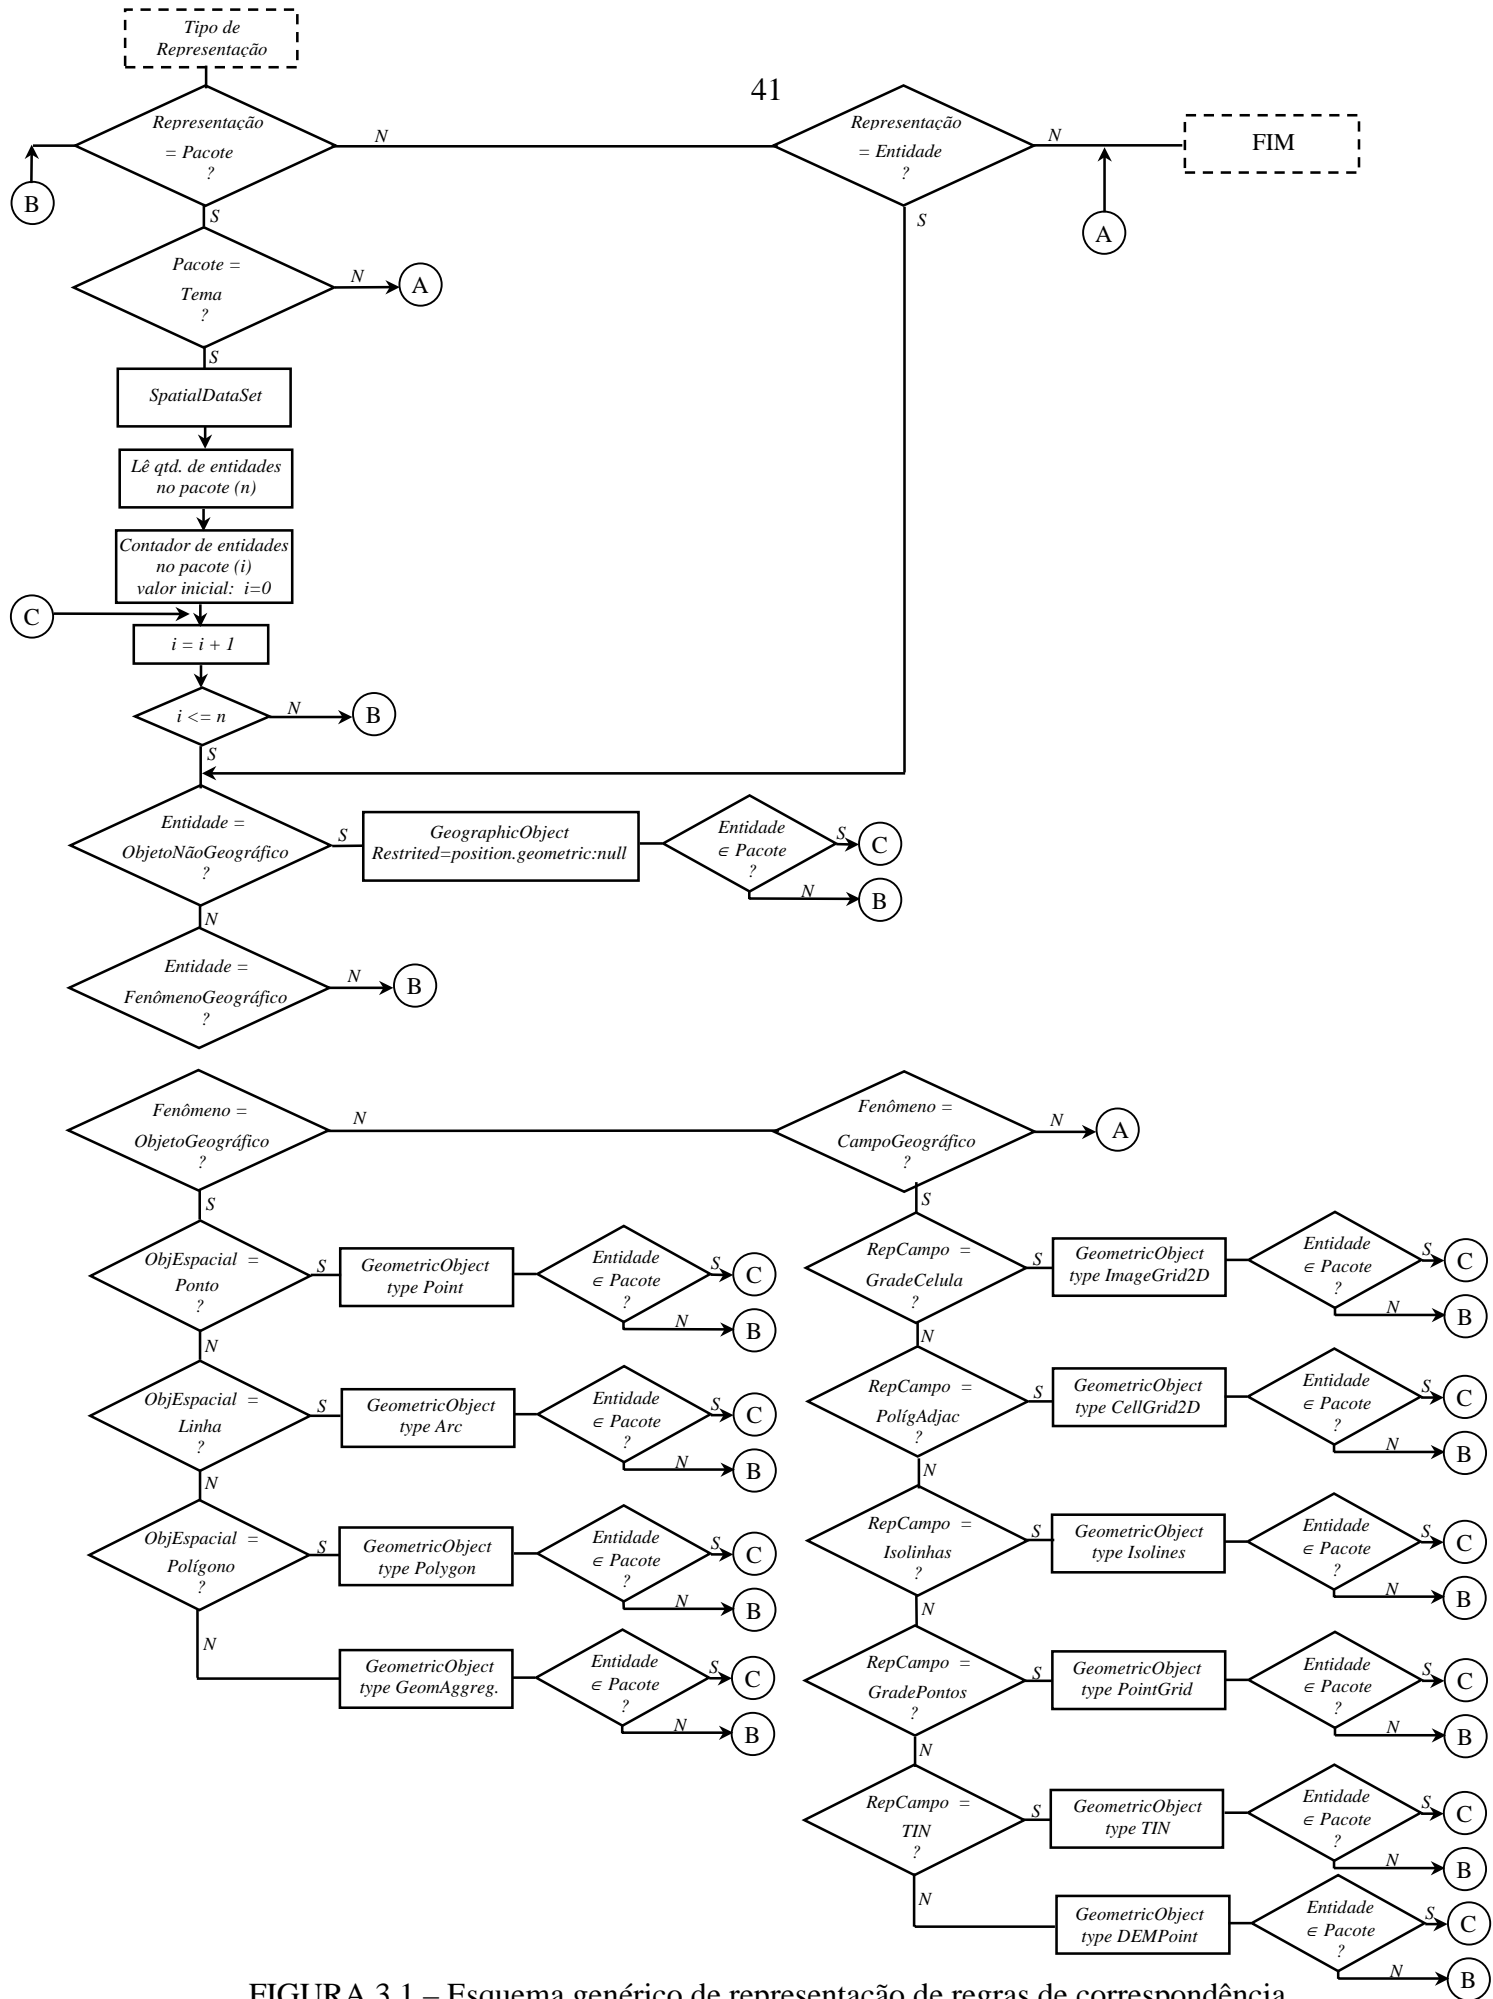 Tipo de
Representação
41
Representação
= Pacote
?
N
Representação
= Entidade
?
N
FIM
B
S
S
A
Pacote =
Tema
?
N
A
S
SpatialDataSet
Lê qtd. de entidades
no pacote (n)
Contador de entidades
no pacote (i)
valor inicial: i=0
C
i = i + 1
i <= n
N
B
S
Entidade =
ObjetoNãoGeográfico
?
S
GeographicObject
Restrited=position.geometric:null
Entidade
∈ Pacote
?
S
C
N
B
N
Entidade =
FenômenoGeográfico
?
N
B
Fenômeno =
ObjetoGeográfico
?
N
Fenômeno =
CampoGeográfico
?
N
A
S
S
ObjEspacial =
Ponto
?
S
GeometricObject
type Point
Entidade
∈ Pacote
?
S
C
N
B
N
ObjEspacial =
Linha
?
S
GeometricObject
type Arc
Entidade
∈ Pacote
?
S
C
N
B
N
ObjEspacial =
Polígono
?
S
GeometricObject
type Polygon
Entidade
∈ Pacote
?
S
C
N
B
N
GeometricObject
type GeomAggreg.
Entidade
∈ Pacote
?
S
C
N
B
RepCampo =
GradeCelula
?
S
GeometricObject
type ImageGrid2D
Entidade
∈ Pacote
?
S
C
N
B
N
RepCampo =
PolígAdjac
?
S
GeometricObject
type CellGrid2D
Entidade
∈ Pacote
?
S
C
N
B
N
RepCampo =
Isolinhas
?
S
GeometricObject
type Isolines
Entidade
∈ Pacote
?
S
C
N
B
N
RepCampo =
GradePontos
?
S
GeometricObject
type PointGrid
Entidade
∈ Pacote
?
S
C
N
B
N
RepCampo =
TIN
?
S
GeometricObject
type TIN
Entidade
∈ Pacote
?
S
C
N
B
N
GeometricObject
type DEMPoint
Entidade
∈ Pacote
?
S
C
N
B
FIGURA 3.1 – Esquema genérico de representação de regras de correspondência